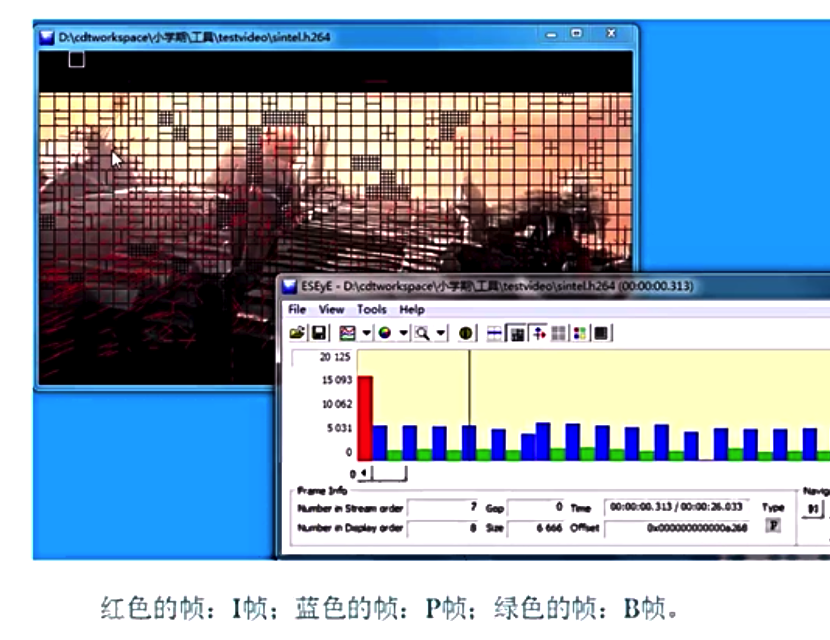 D:\cdtworkspace\小学期\工具\testvideo\sintel.h264
ESEyE - D:\cdtworkspace\小学期\工具\testvideo\sintel.h264 (00:00:00.313)
File View Tools Help
20 125
15 093
10 062
5 031
0
0
Frame Info
Number in Stream order 7 Gop 0 Time 00:00:00.313 / 00:00:26.033 Type
Number in Display order 8 Size 6 666 Offset 0x000000000000a268 P
红色的帧：I帧；蓝色的帧：P帧；绿色的帧：B帧。